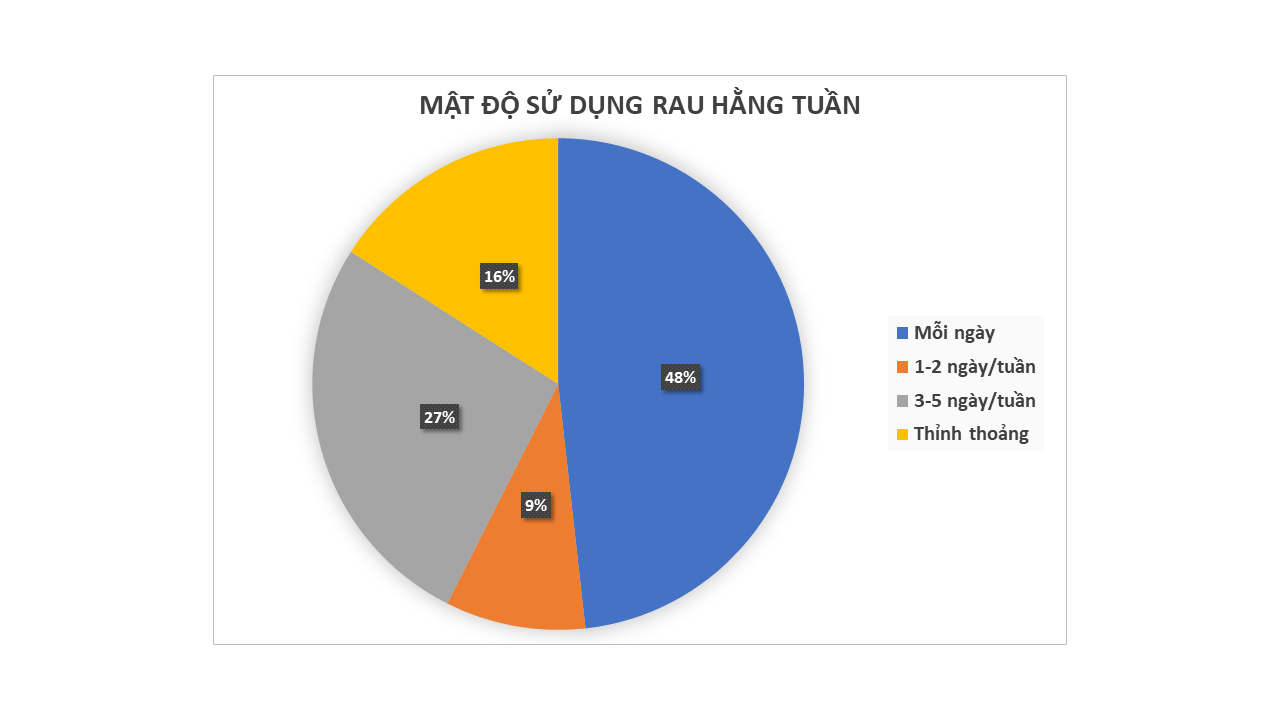 MẬT ĐỘ SỬ DỤNG RAU HẰNG TUẦN
16%
48%
27%
9%
Mỗi ngày
1-2 ngày/tuần
3-5 ngày/tuần
Thỉnh thoảng